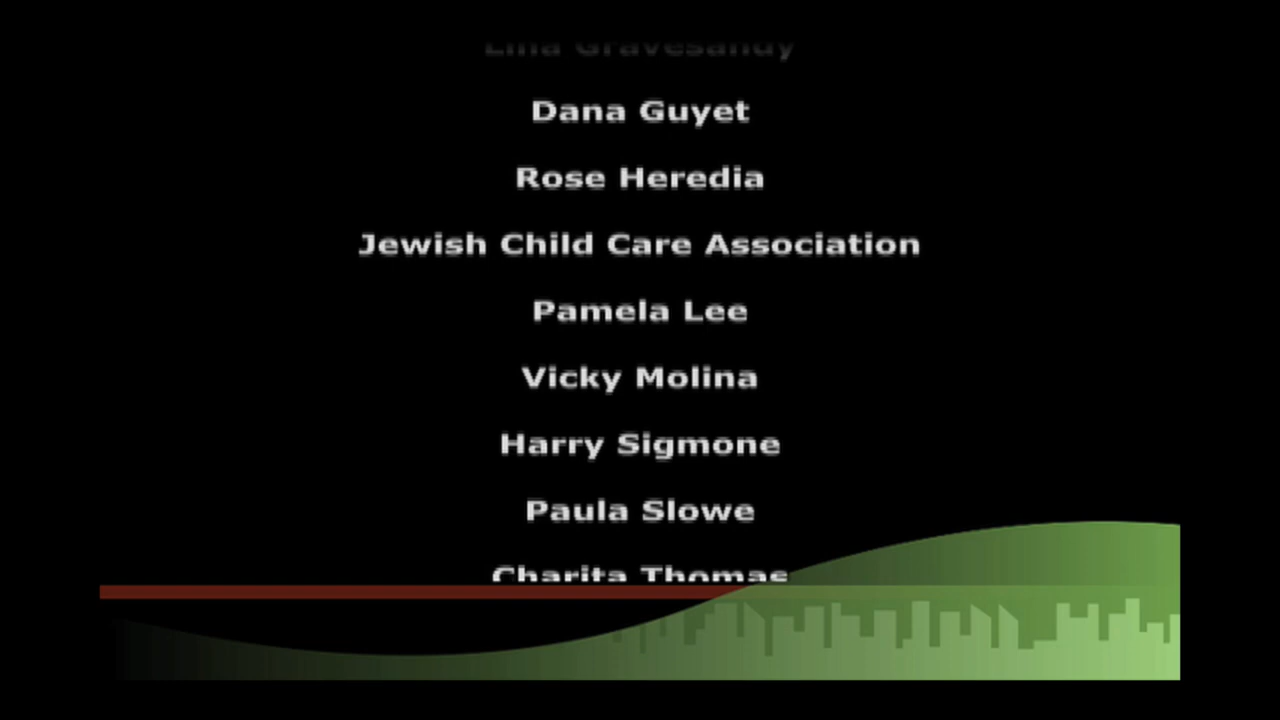 Dana Guyet
Rose Heredia
Jewish Child Care Association
Pamela Lee
Vicky Molina
Harry Sigmone
Paula Slowe
Charita Thomas